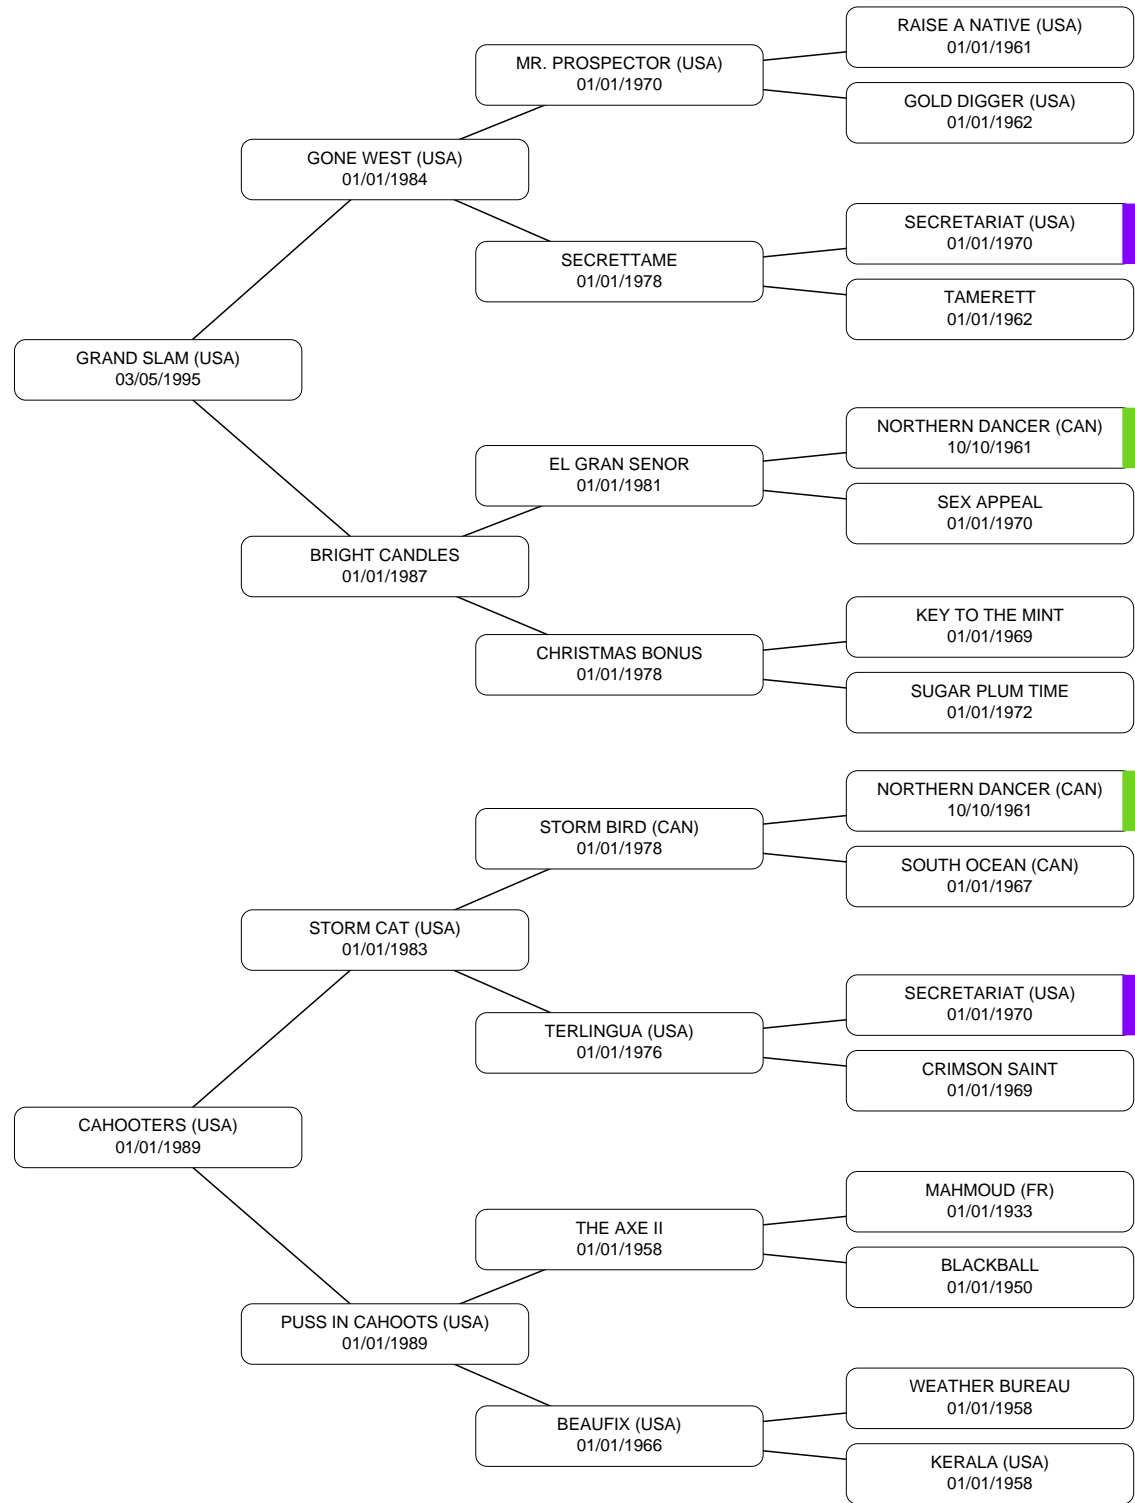 RAISE A NATIVE (USA)
01/01/1961
MR. PROSPECTOR (USA)
01/01/1970
GOLD DIGGER (USA)
01/01/1962
GONE WEST (USA)
01/01/1984
SECRETARIAT (USA)
01/01/1970
SECRETTAME
01/01/1978
TAMERETT
01/01/1962
GRAND SLAM (USA)
03/05/1995
NORTHERN DANCER (CAN)
10/10/1961
EL GRAN SENOR
01/01/1981
SEX APPEAL
01/01/1970
BRIGHT CANDLES
01/01/1987
KEY TO THE MINT
01/01/1969
CHRISTMAS BONUS
01/01/1978
SUGAR PLUM TIME
01/01/1972
NORTHERN DANCER (CAN)
10/10/1961
STORM BIRD (CAN)
01/01/1978
SOUTH OCEAN (CAN)
01/01/1967
STORM CAT (USA)
01/01/1983
SECRETARIAT (USA)
01/01/1970
TERLINGUA (USA)
01/01/1976
CRIMSON SAINT
01/01/1969
CAHOOTERS (USA)
01/01/1989
MAHMOUD (FR)
01/01/1933
THE AXE II
01/01/1958
BLACKBALL
01/01/1950
PUSS IN CAHOOTS (USA)
01/01/1989
WEATHER BUREAU
01/01/1958
BEAUFIX (USA)
01/01/1966
KERALA (USA)
01/01/1958